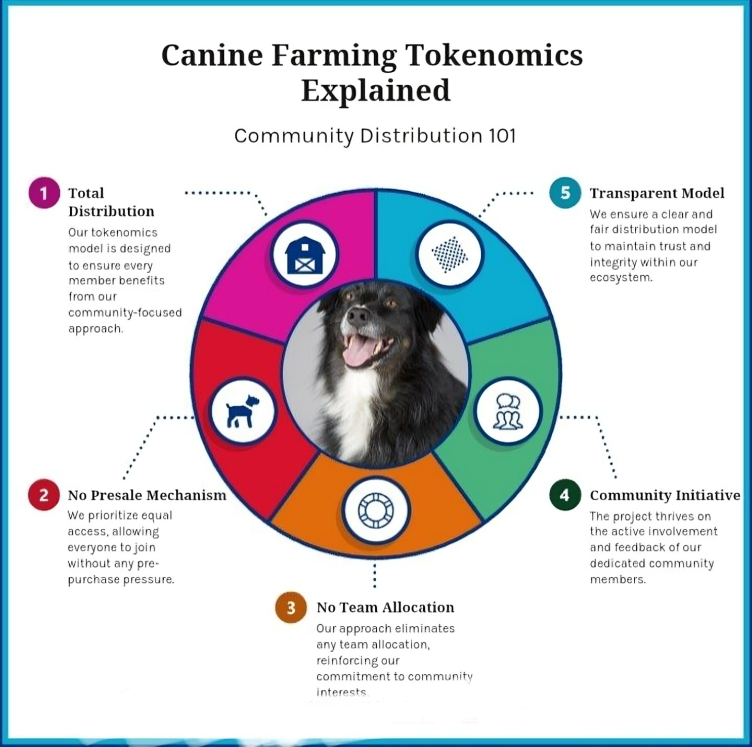 Canine Farming Tokenomics
Explained
Community Distribution 101
1
Total
Distribution
Our tokenomics
model is designed
to ensure every
member benefits
from our
community-focused
approach.
2
No Presale Mechanism
We prioritize equal
access, allowing
everyone to join
without any pre-
purchase pressure.
3
No Team Allocation
Our approach eliminates
any team allocation,
reinforcing our
commitment to community
interests.
4
Community Initiative
The project thrives on
the active involvement
and feedback of our
dedicated community
members.
5
Transparent Model
We ensure a clear and
fair distribution model
to maintain trust and
integrity within our
ecosystem.